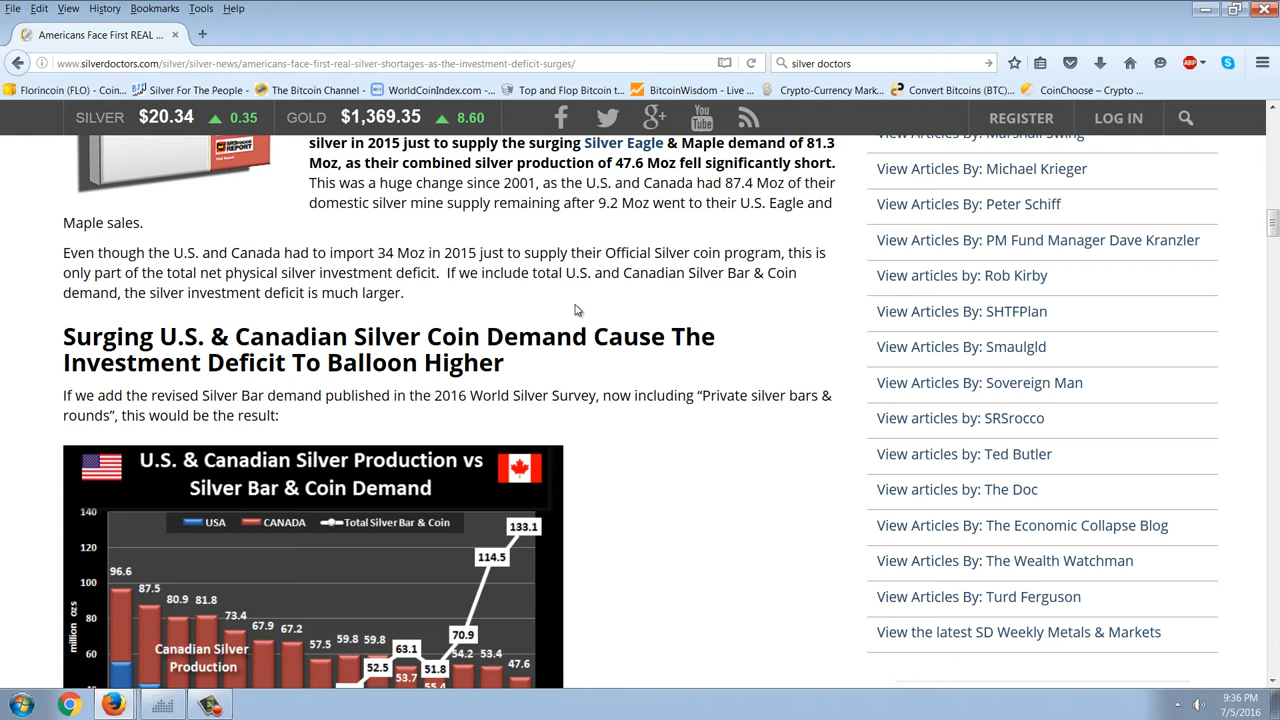 File Edit View History Bookmarks Tools Help
Americans Face First REAL ...
www.silverdoctors.com/silver/silver-news/americans-face-first-real-silver-shortages-as-the-investment-deficit-surges/
silver doctors
ABP
Florincoin (FLO) - Coin...
Silver For The People -
The Bitcoin Channel -
WorldCoinIndex.com -
Top and Flop Bitcoin t...
BitcoinWisdom - Live ...
Crypto-Currency Mark...
Convert Bitcoins (BTC)...
CoinChoose – Crypto ...
SILVER $20.34 0.35 GOLD $1,369.35 8.60
You Tube
REGISTER LOG IN
silver in 2015 just to supply the surging Silver Eagle & Maple demand of 81.3
Moz, as their combined silver production of 47.6 Moz fell significantly short.
This was a huge change since 2001, as the U.S. and Canada had 87.4 Moz of their
domestic silver mine supply remaining after 9.2 Moz went to their U.S. Eagle and
Maple sales.
Even though the U.S. and Canada had to import 34 Moz in 2015 just to supply their Official Silver coin program, this is
only part of the total net physical silver investment deficit. If we include total U.S. and Canadian Silver Bar & Coin
demand, the silver investment deficit is much larger.
Surging U.S. & Canadian Silver Coin Demand Cause The
Investment Deficit To Balloon Higher
If we add the revised Silver Bar demand published in the 2016 World Silver Survey, now including “Private silver bars &
rounds”, this would be the result:
U.S. & Canadian Silver Production vs
Silver Bar & Coin Demand
USA CANADA Total Silver Bar & Coin
140
120
100
80
60
million ozs
96.6
87.5
80.9
81.8
73.4
67.9
67.2
57.5
59.8
59.8
52.5
63.1
53.7
51.8
55.4
70.9
54.2
114.5
53.4
133.1
47.6
Canadian Silver
Production
View Articles By: Marshall Swing
View Articles By: Michael Krieger
View Articles By: Peter Schiff
View Articles By: PM Fund Manager Dave Kranzler
View articles by: Rob Kirby
View Articles By: SHTFPlan
View Articles By: Smaulgld
View Articles By: Sovereign Man
View articles by: SRSrocco
View articles by: Ted Butler
View articles by: The Doc
View Articles By: The Economic Collapse Blog
View Articles By: The Wealth Watchman
View Articles By: Turd Ferguson
View the latest SD Weekly Metals & Markets
9:36 PM
7/5/2016